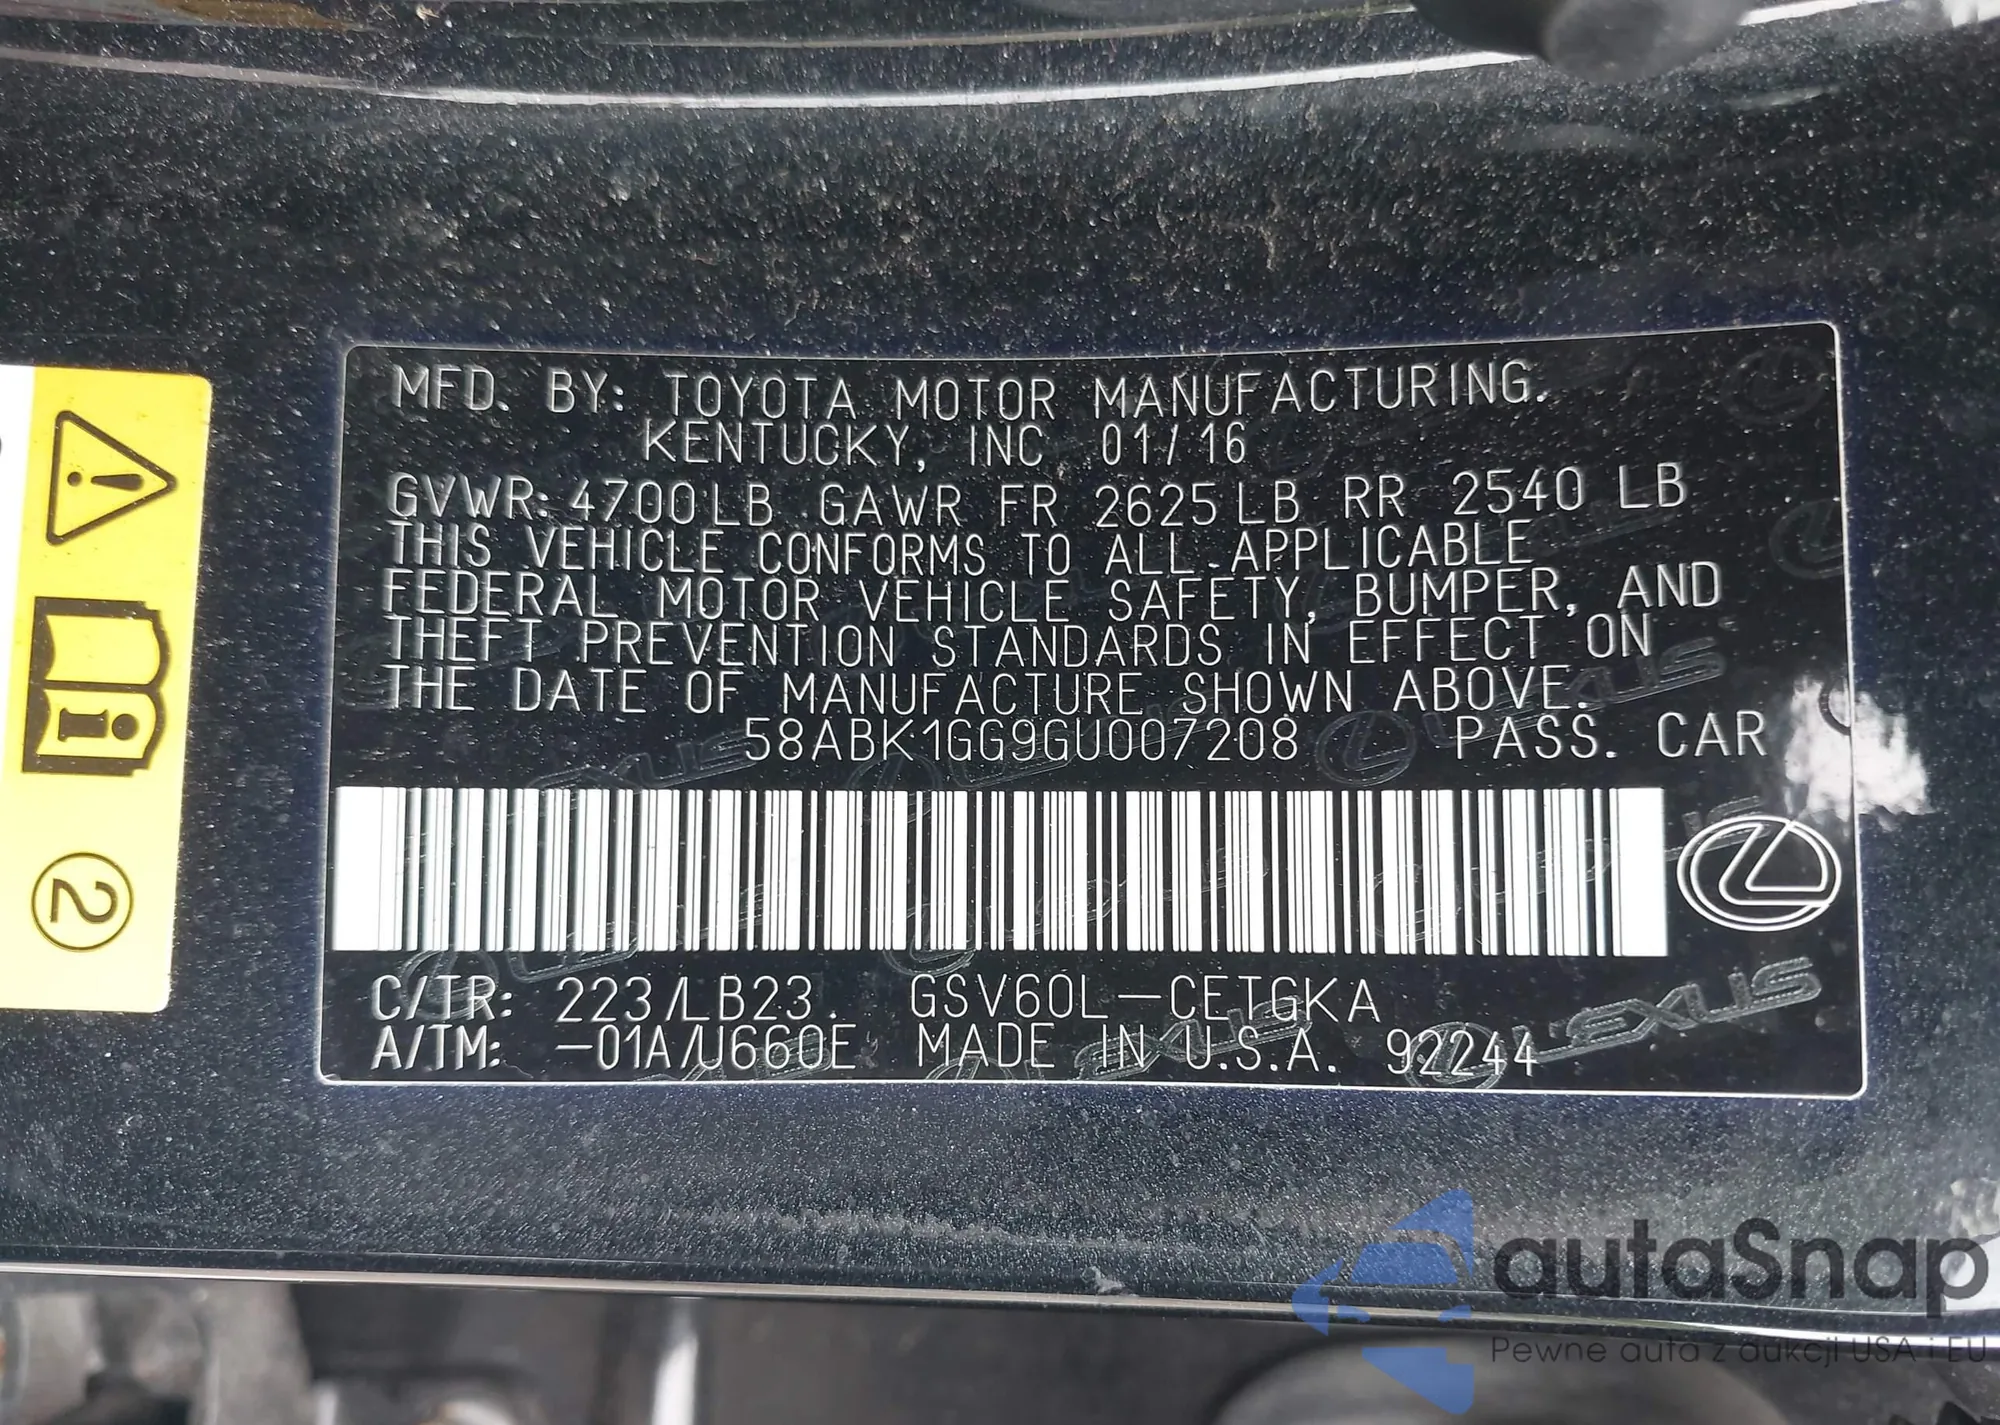 MFD. BY: TOYOTA MOTOR MANUFACTURING.
KENTUCKY, INC 01/16
GVWR: 4700LB GAWR FR 2625LB RR 2540 LB
THIS VEHICLE CONFORMS TO ALL APPLICABLE
FEDERAL MOTOR VEHICLE SAFETY, BUMPER, AND
THEFT PREVENTION STANDARDS IN EFFECT ON
THE DATE OF MANUFACTURE SHOWN ABOVE.
58ABK1GG9GU007208 PASS. CAR
C/TR: 223/LB23 GSV60L-CETGKA
A/TM: -01A/U660E MADE IN U.S.A. 92244
2
LEXUS
autaSnap
Pewne auta z aukcji USA i EU